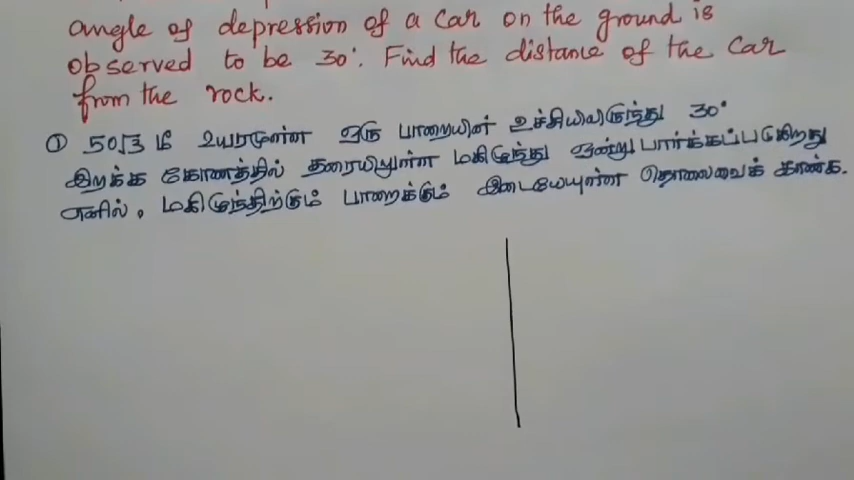 angle of depression of a car on the ground is
observed to be 30°. Find the distance of the car
from the rock.
① 50√3 மீ உயரமுள்ள ஒரு பாறையின் உச்சியிலிருந்து 30°
இறக்க கோணத்தில் தரையிலுள்ள மகிழுந்து ஒன்று பார்க்கப்படுகிறது
எனில், மகிழுந்திற்கும் பாறைக்கும் இடையேயுள்ள தொலைவைக் காண்க.